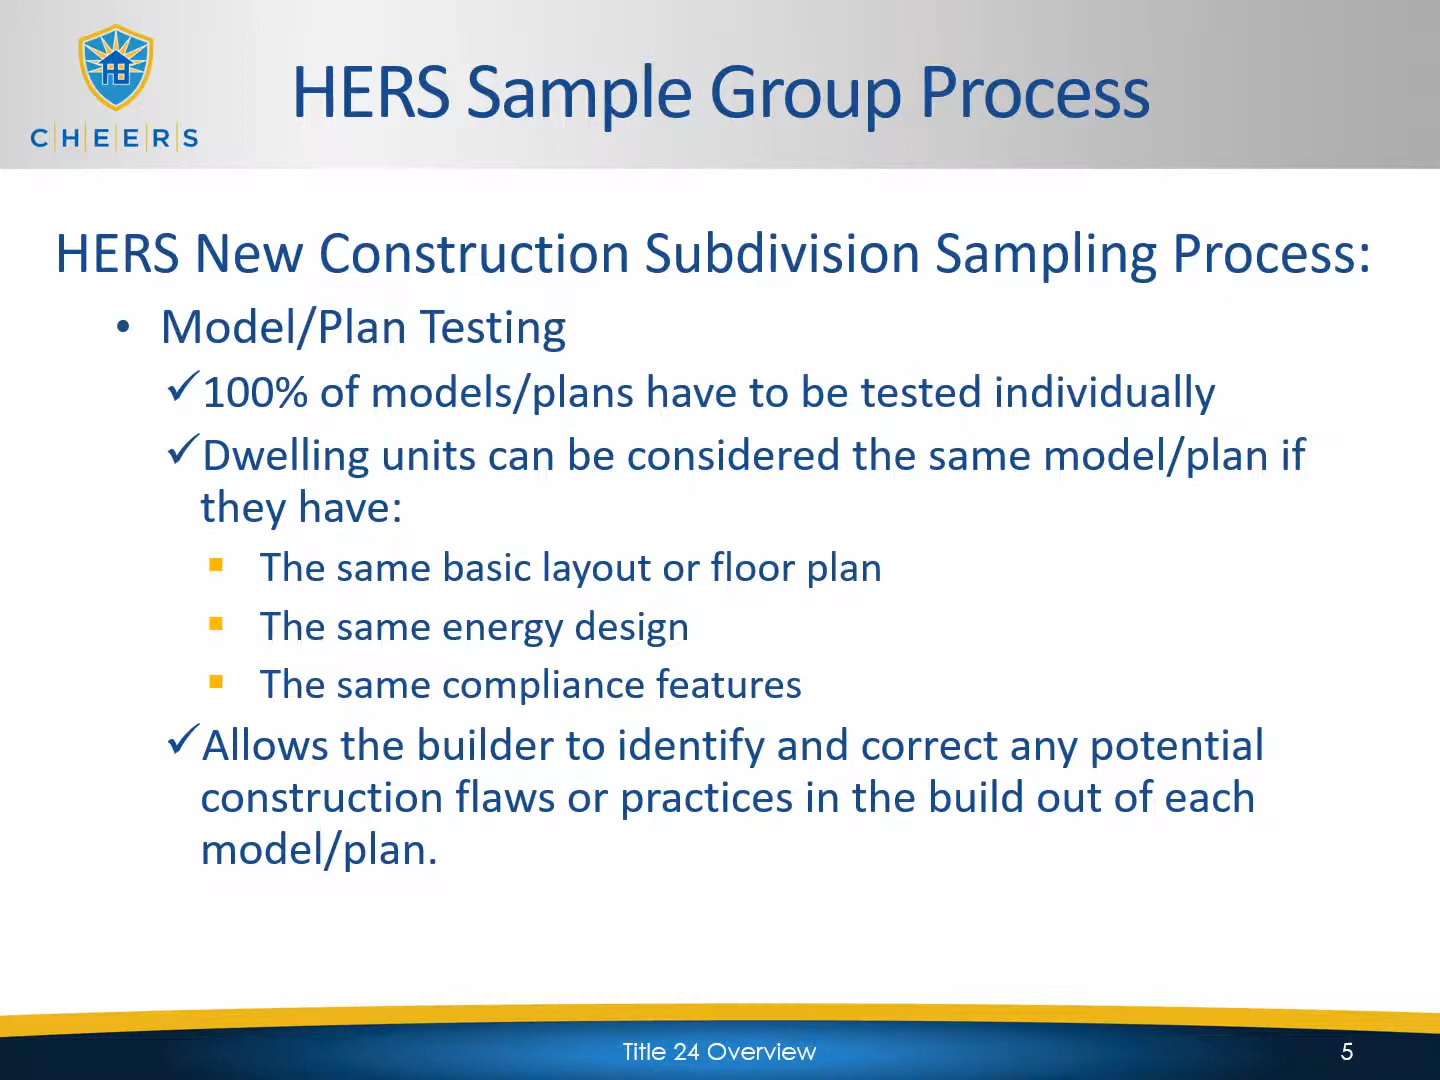 C|H|E|E|R|S
HERS Sample Group Process
HERS New Construction Subdivision Sampling Process:
• Model/Plan Testing
✓100% of models/plans have to be tested individually
✓Dwelling units can be considered the same model/plan if
they have:
▪ The same basic layout or floor plan
▪ The same energy design
▪ The same compliance features
✓Allows the builder to identify and correct any potential
construction flaws or practices in the build out of each
model/plan.
Title 24 Overview
5